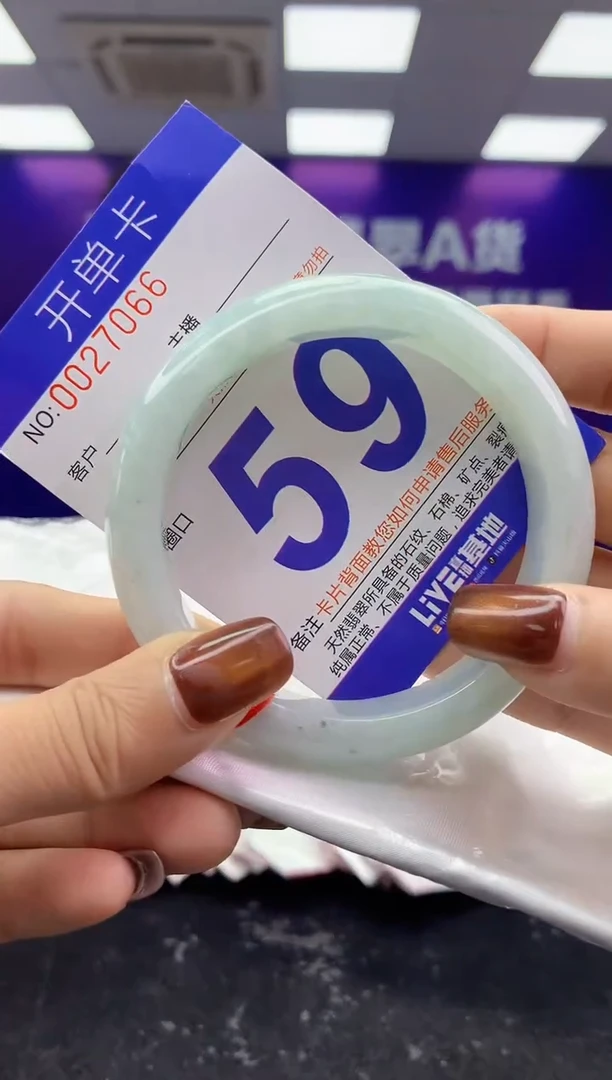 翠A货
开单卡
NO:0027066
主播
勿拍
客户
窗口
59
备注 卡片背面教您如何申请售后服务
天然翡翠所具备的石纹、石棉、矿点、裂
纯属正常、不属于质量问题,追求完美者请
LIVE
基地